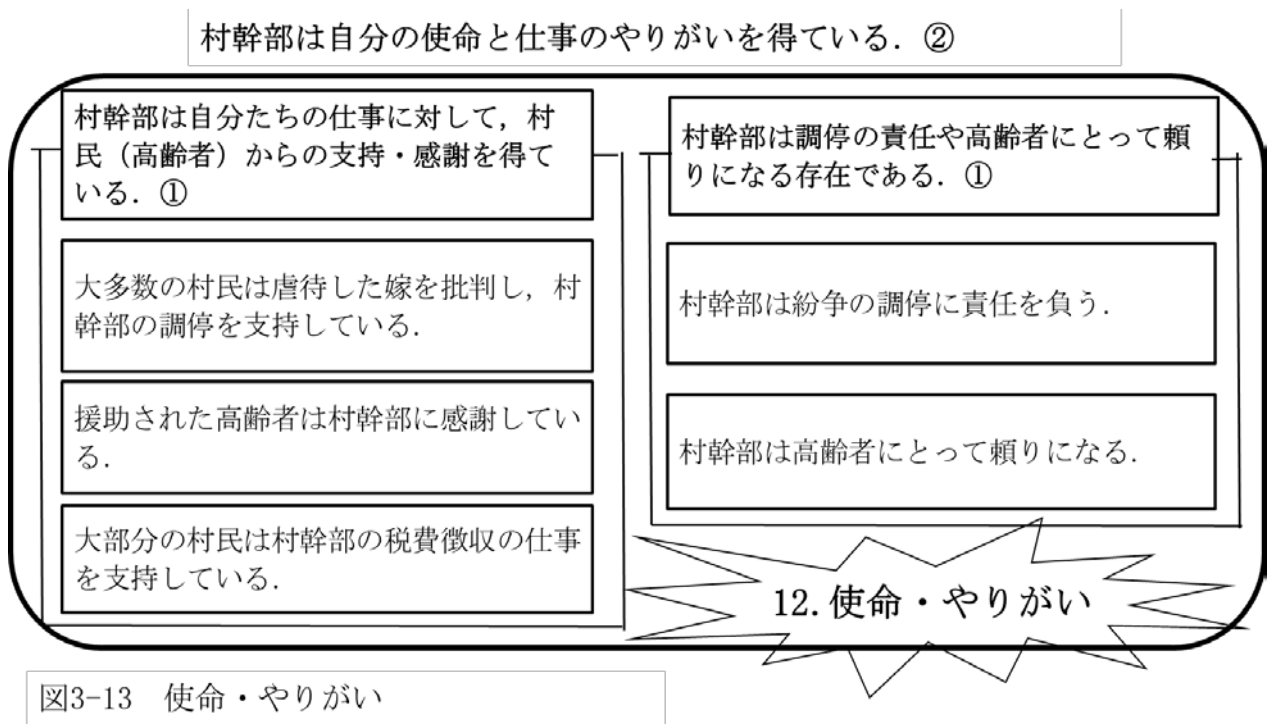 村幹部は自分の使命と仕事のやりがいを得ている．②
村幹部は自分たちの仕事に対して，村
民（高齢者）からの支持・感謝を得て
いる．①
大多数の村民は虐待した嫁を批判し，村
幹部の調停を支持している.
援助された高齢者は村幹部に感謝してい
る.
大部分の村民は村幹部の税費徴収の仕事
を支持している.
村幹部は調停の責任や高齢者にとって頼
りになる存在である．①
村幹部は紛争の調停に責任を負う.
村幹部は高齢者にとって頼りになる.
12.使命・やりがい
図3-13　使命・やりがい